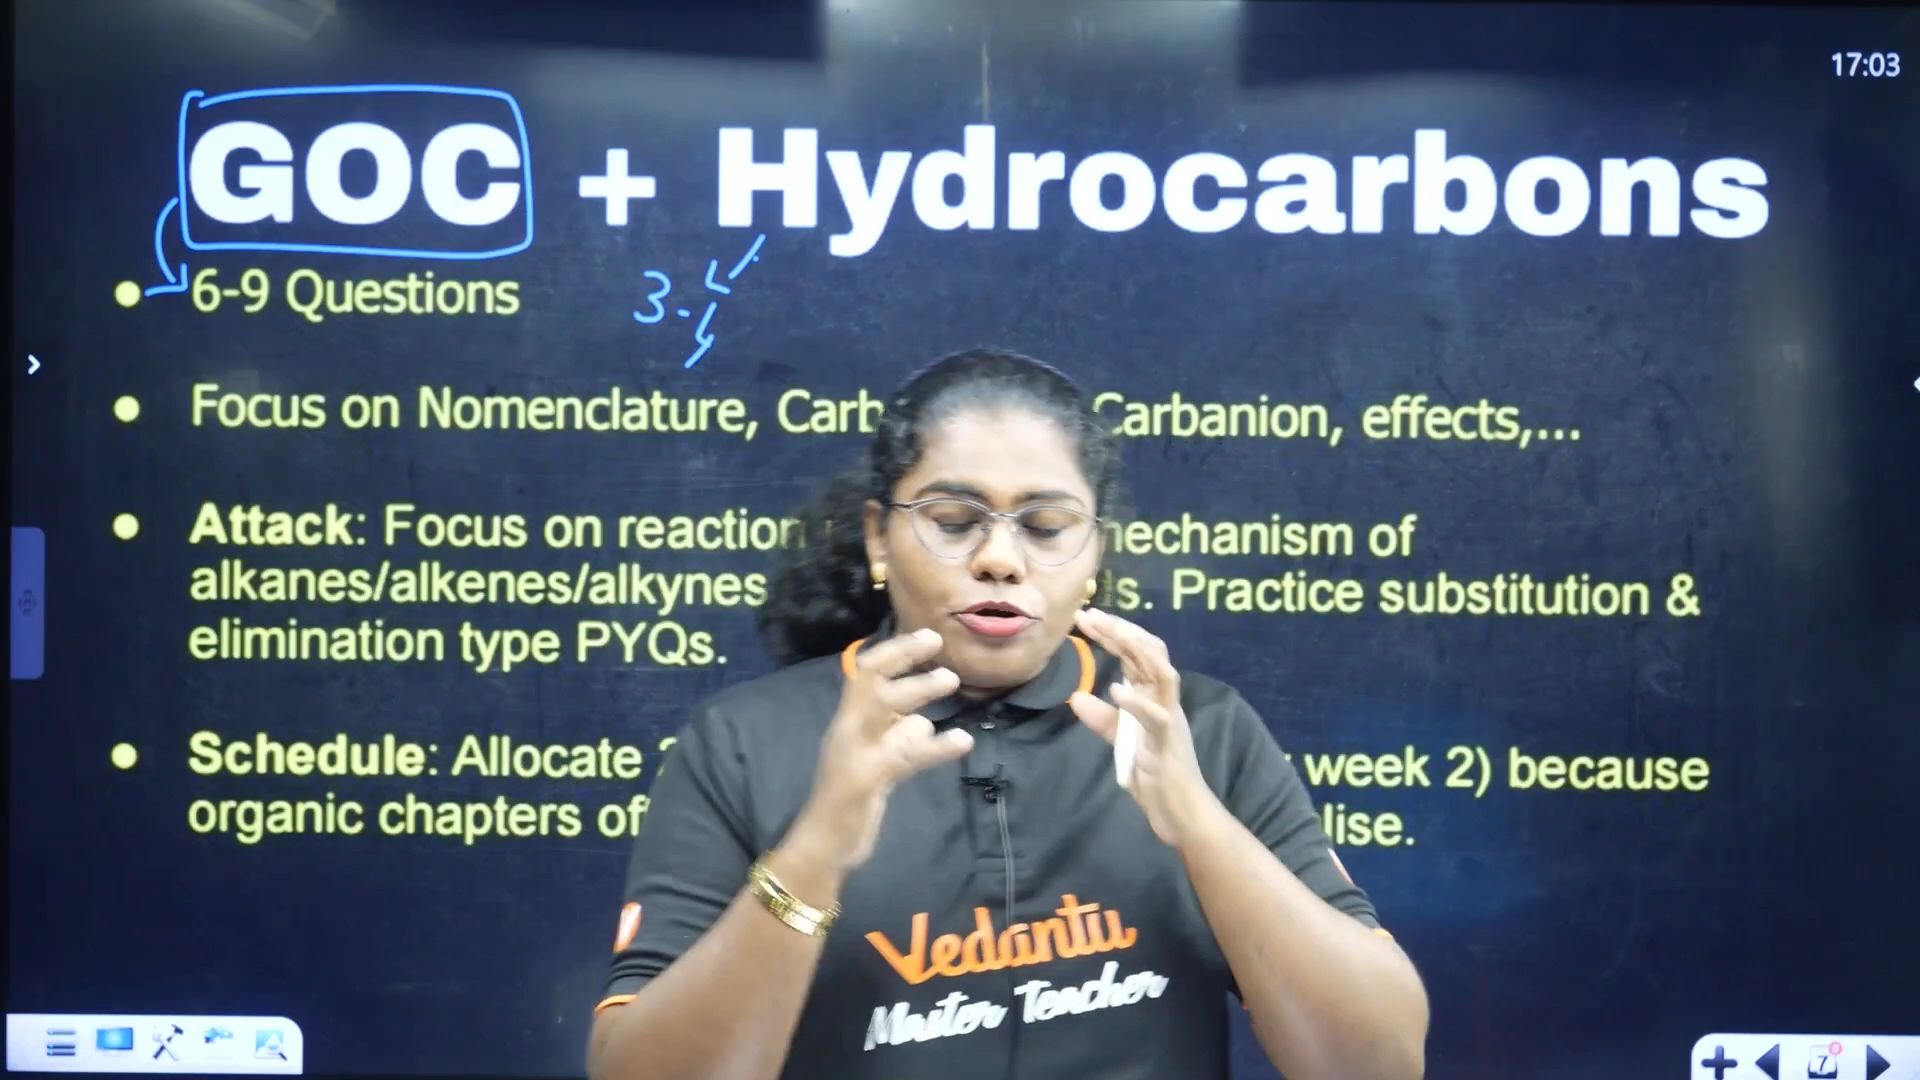 17:03
GOC + Hydrocarbons
6-9 Questions
3-4
Focus on Nomenclature, Carb Carbanion, effects,...
Attack: Focus on reaction mechanism of
alkanes/alkenes/alkynes s. Practice substitution &
elimination type PYQs.
Schedule: Allocate week 2) because
organic chapters of lise.
Vedantu
Master Teacher
7